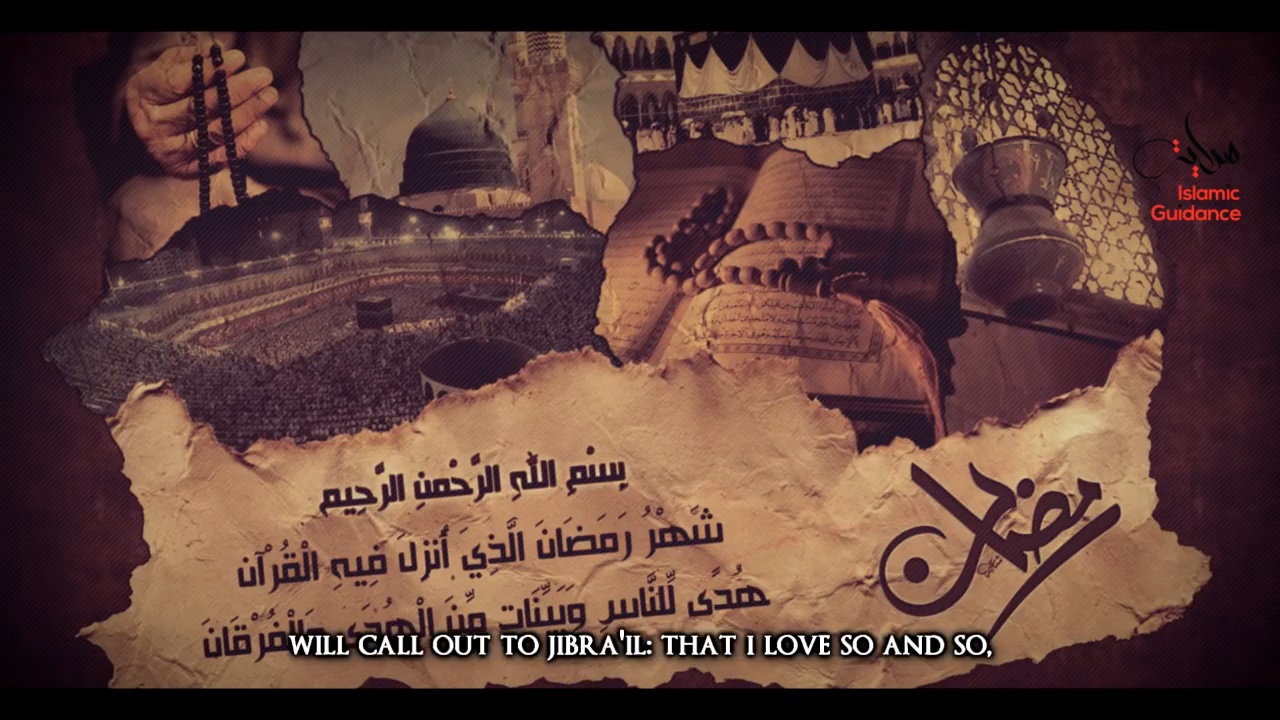 هداية
Islamic
Guidance
بِسْمِ اللَّهِ الرَّحْمنِ الرَّحِيم
شَهْرُ رَمَضَانَ الَّذِيَ أُنزِلَ فِيهِ الْقُرْآن
رمضان
هُدًى لِّلنَّاسِ وَبَيِّنَاتٍ مِّنَ الْهُدَى وَالْفُرْقَانَ
WILL CALL OUT TO JIBRA'IL: THAT I LOVE SO AND SO,